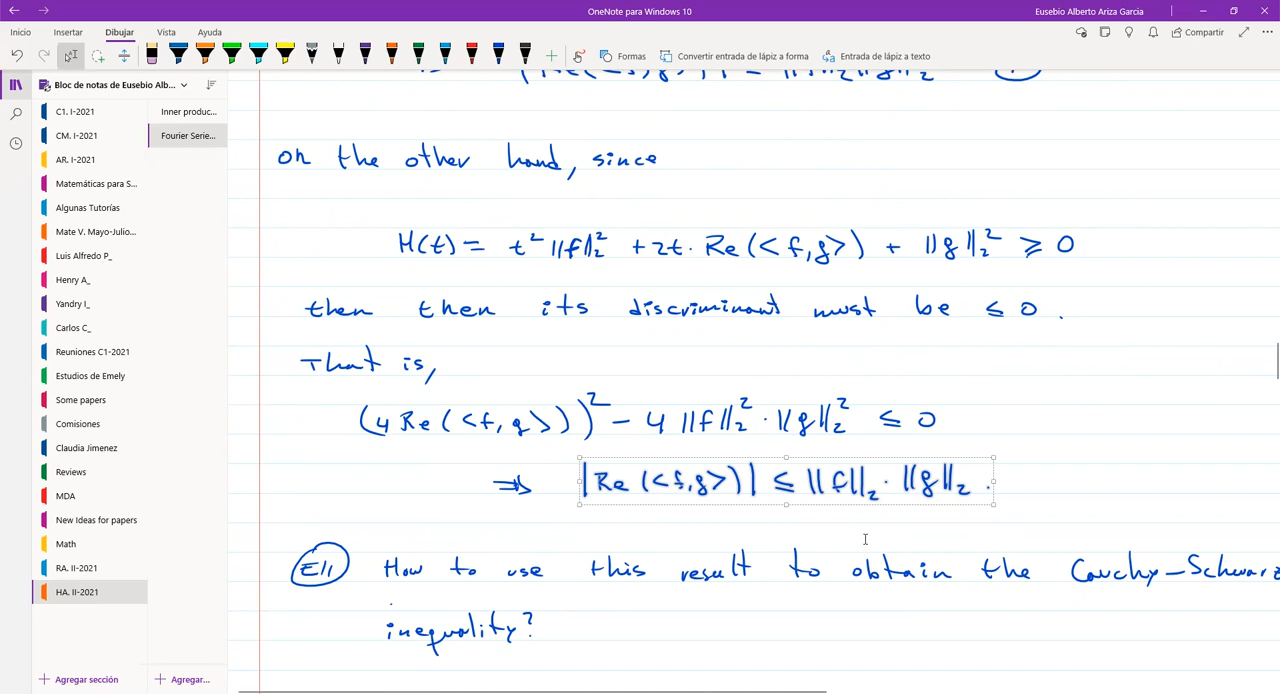 OneNote para Windows 10
Eusebio Alberto Ariza Garcia
Inicio Insertar Dibujar Vista Ayuda
Compartir
Formas Convertir entrada de lápiz a forma Entrada de lápiz a texto
Bloc de notas de Eusebio Alb...
C1. I-2021
CM. I-2021
AR. I-2021
Matemáticas para S...
Algunas Tutorías
Mate V. Mayo-Julio...
Luis Alfredo P_
Henry A_
Yandry I_
Carlos C_
Reuniones C1-2021
Estudios de Emely
Some papers
Comisiones
Claudia Jimenez
Reviews
MDA
New Ideas for papers
Math
RA. II-2021
HA. II-2021
Agregar sección
Inner produc...
Fourier Serie...
Agregar...
on the other hand, since
H(t) = t² ||f||₂² + 2t · Re(<f,g>) + ||g||₂² ≥ 0
then then its discriminant must be ≤ 0.
That is,
(4 Re(<f,g>))² - 4 ||f||₂² · ||g||₂² ≤ 0
⇒ |Re(<f,g>)| ≤ ||f||₂ · ||g||₂ .
E11 How to use this result to obtain the Cauchy-Schwarz
inequality?